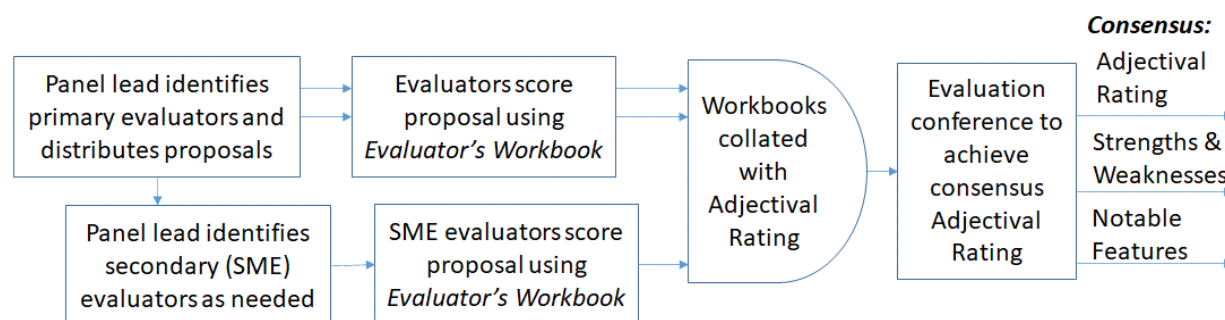 Panel lead identifies
primary evaluators and
distributes proposals
Evaluators score
proposal using
Evaluator's Workbook
Panel lead identifies
secondary (SME)
evaluators as needed
SME evaluators score
proposal using
Evaluator's Workbook
Workbooks
collated
with
Adjectival
Rating
Evaluation
conference to
achieve
consensus
Adjectival
Rating
Consensus:
Adjectival
Rating
Strengths &
Weaknesses
Notable
Features